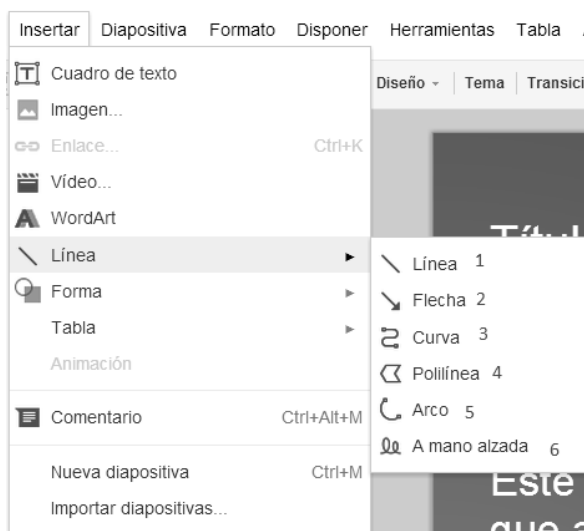 Insertar Diapositiva Formato Disponer Herramientas Tabla
Cuadro de texto
Diseño Tema Transici
Imagen...
Enlace... Ctrl+K
Vídeo...
WordArt
Títul
Línea
Línea 1
Forma
Flecha 2
Tabla
Curva 3
Animación
Polilínea 4
Comentario Ctrl+Alt+M
Arco 5
A mano alzada 6
Nueva diapositiva Ctrl+M
Este
Importar diapositivas...
que a